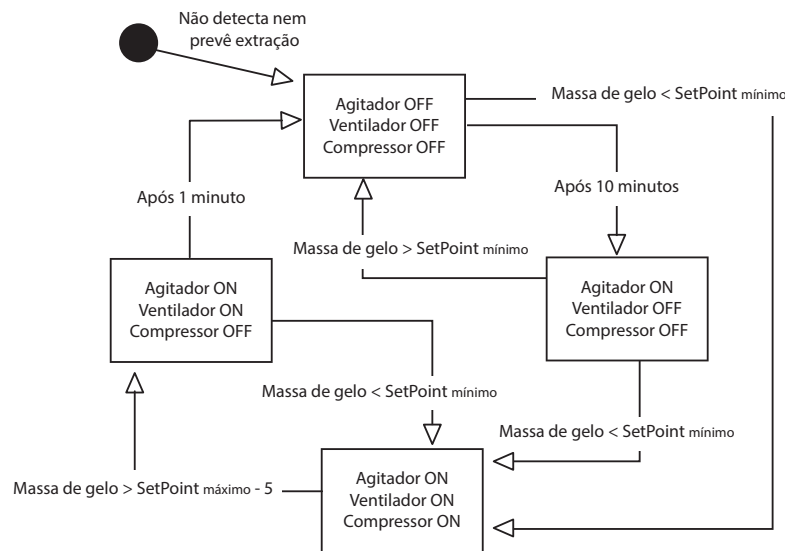 Não detecta nem
prevê extração
Agitador OFF
Ventilador OFF
Compressor OFF
Massa de gelo < SetPoint mínimo
Após 1 minuto
Após 10 minutos
Massa de gelo > SetPoint mínimo
Agitador ON
Ventilador ON
Compressor OFF
Agitador ON
Ventilador OFF
Compressor OFF
Massa de gelo < SetPoint mínimo
Massa de gelo < SetPoint mínimo
Massa de gelo > SetPoint máximo - 5
Agitador ON
Ventilador ON
Compressor ON